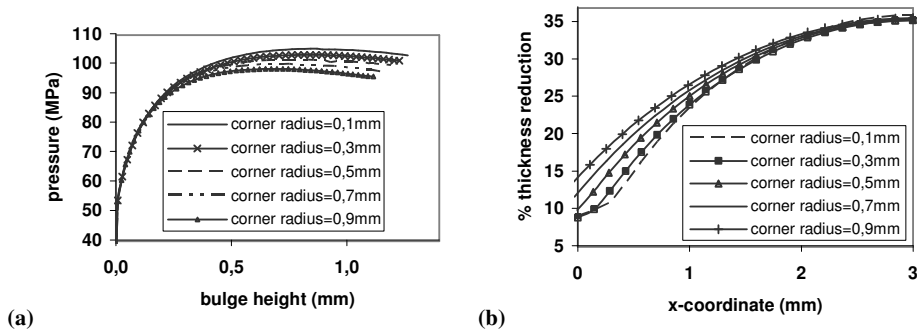 110
100
90
80
70
60
50
40
pressure (MPa)
corner radius=0,1mm
corner radius=0,3mm
corner radius=0,5mm
corner radius=0,7mm
corner radius=0,9mm
0,0 0,5 1,0
bulge height (mm)
(a)
35
30
25
20
15
10
5
% thickness reduction
corner radius=0,1mm
corner radius=0,3mm
corner radius=0,5mm
corner radius=0,7mm
corner radius=0,9mm
0 1 2 3
x-coordinate (mm)
(b)